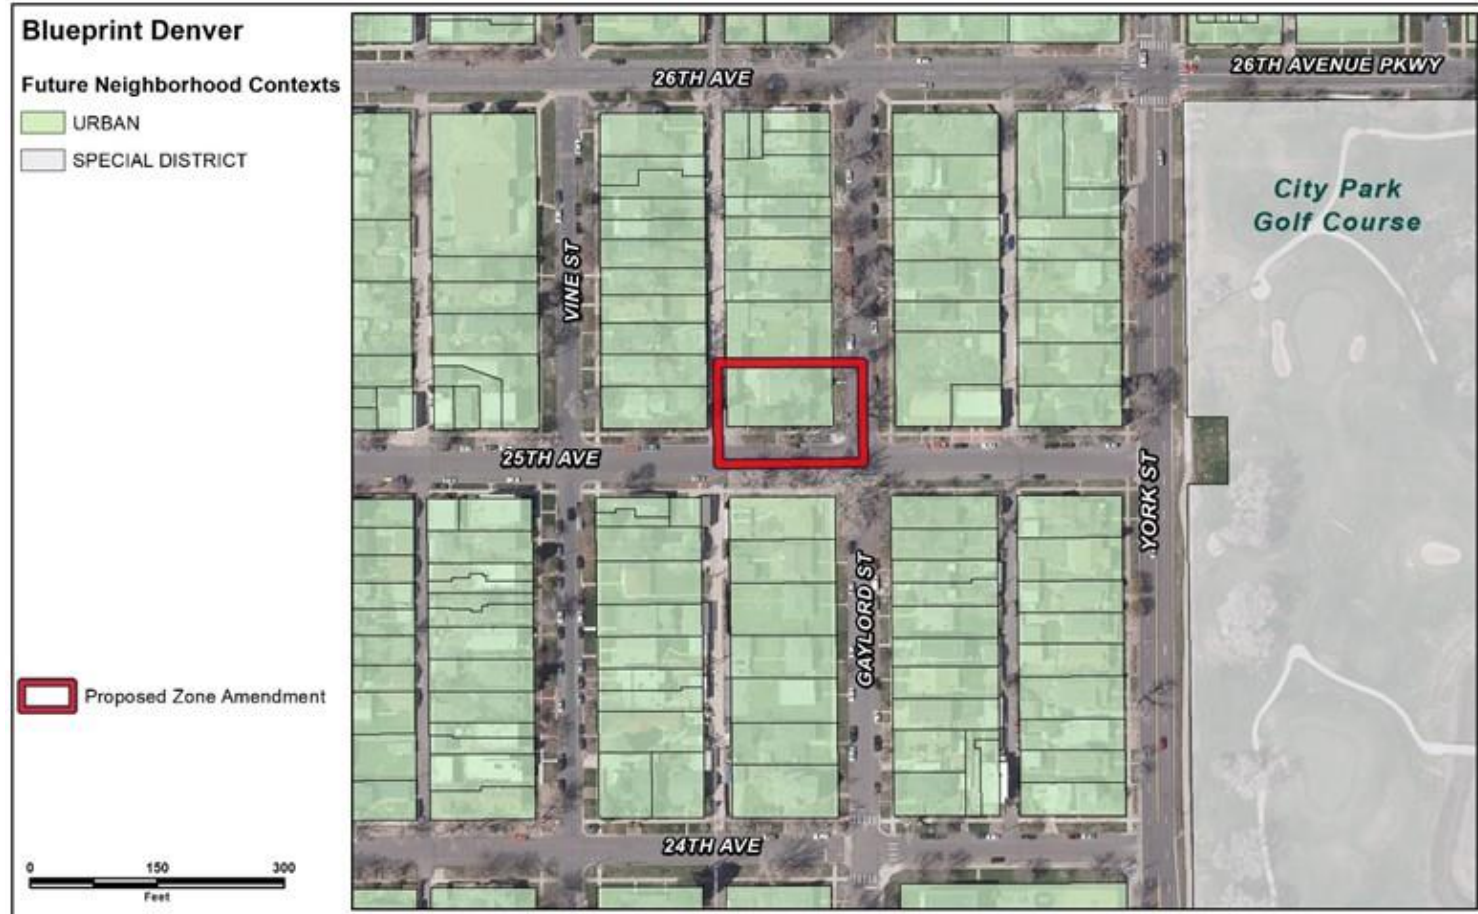 Blueprint Denver
Future Neighborhood Contexts
URBAN
SPECIAL DISTRICT
Proposed Zone Amendment
0 150 300
Feet
26TH AVE
26TH AVENUE PKWY
City Park
Golf Course
VINE ST
25TH AVE
YORK ST
GAYLORD ST
24TH AVE